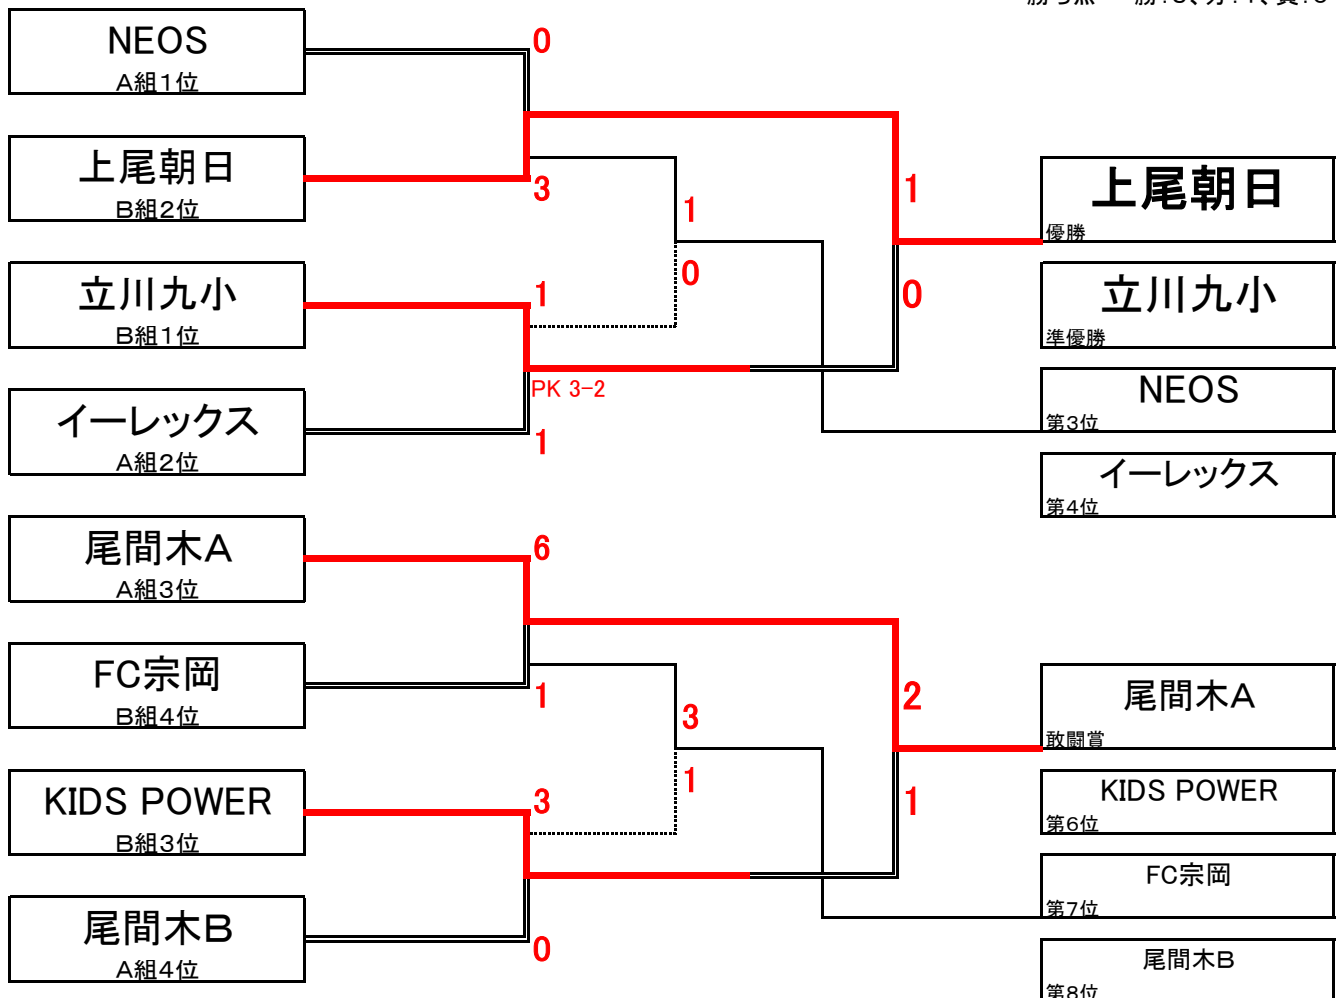 NEOS
A組1位
上尾朝日
B組2位
立川九小
B組1位
イーレックス
A組2位
尾間木A
A組3位
FC宗岡
B組4位
KIDS POWER
B組3位
尾間木B
A組4位
0
3
1
PK 3-2
1
6
1
3
0
1
0
3
1
1
0
2
1
上尾朝日
優勝
立川九小
準優勝
NEOS
第3位
イーレックス
第4位
尾間木A
敢闘賞
KIDS POWER
第6位
FC宗岡
第7位
尾間木B
第8位